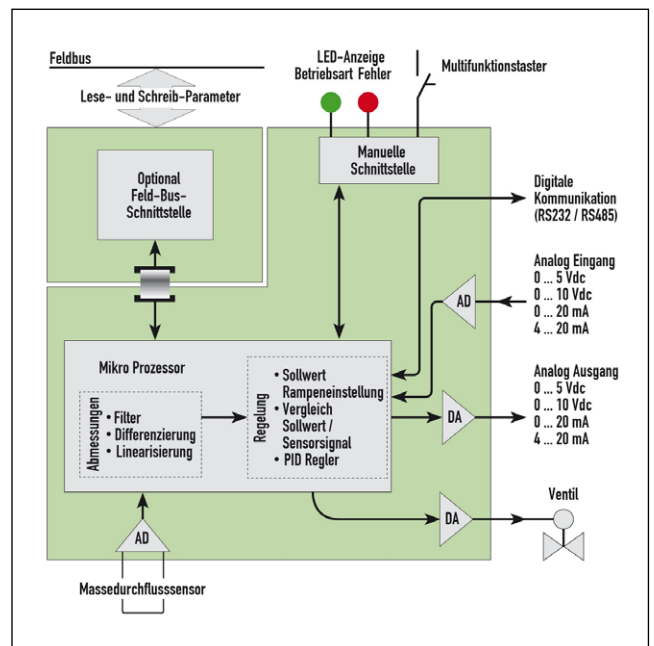 Feldbus
Lese- und Schreib-Parameter
LED-Anzeige
Betriebsart Fehler
Multifunktionstaster
Optional
Feld-Bus-
Schnittstelle
Manuelle
Schnittstelle
Digitale
Kommunikation
(RS232 / RS485)
Analog Eingang
0 ... 5 Vdc
0 ... 10 Vdc
0 ... 20 mA
4 ... 20 mA
AD
Mikro Prozessor
Abmessungen
• Filter
• Differenzierung
• Linearisierung
Regelung
• Sollwert
Rampeneinstellung
• Vergleich
Sollwert /
Sensorsignal
• PID Regler
Analog Ausgang
0 ... 5 Vdc
0 ... 10 Vdc
0 ... 20 mA
4 ... 20 mA
DA
DA
Ventil
AD
Massedurchflusssensor